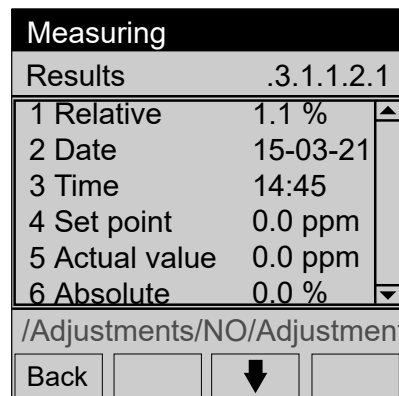 Measuring
Results .3.1.1.2.1
1 Relative 1.1 %
2 Date 15-03-21
3 Time 14:45
4 Set point 0.0 ppm
5 Actual value 0.0 ppm
6 Absolute 0.0 %
/Adjustments/NO/Adjustment
Back